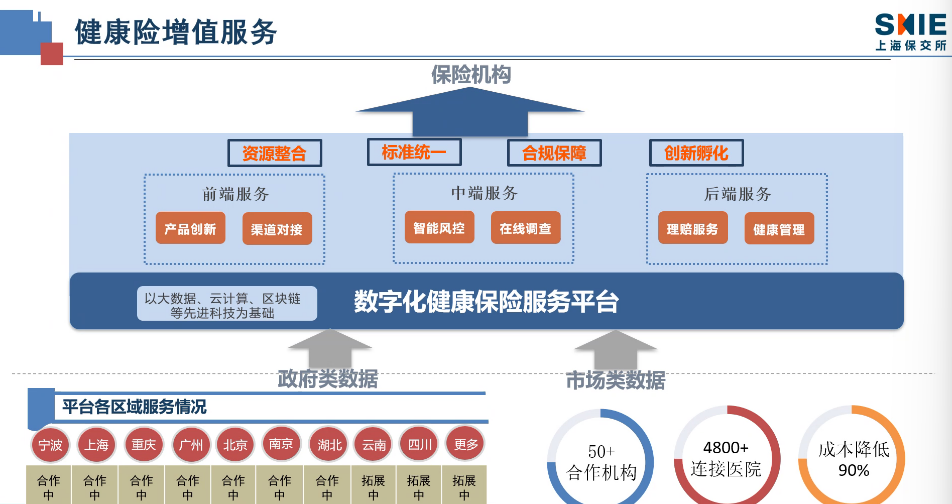 健康险增值服务
SHIE
上海保交所
保险机构
资源整合 标准统一 合规保障 创新孵化
前端服务 中端服务 后端服务
产品创新 渠道对接 智能风控 在线调查 理赔服务 健康管理
以大数据、云计算、区块链
等先进科技为基础
数字化健康保险服务平台
政府类数据 市场类数据
平台各区域服务情况
宁波 上海 重庆 广州 北京 南京 湖北 云南 四川 更多
合作中 合作中 合作中 合作中 合作中 合作中 合作中 拓展中 拓展中 拓展中
50+
合作机构
4800+
连接医院
成本降低
90%